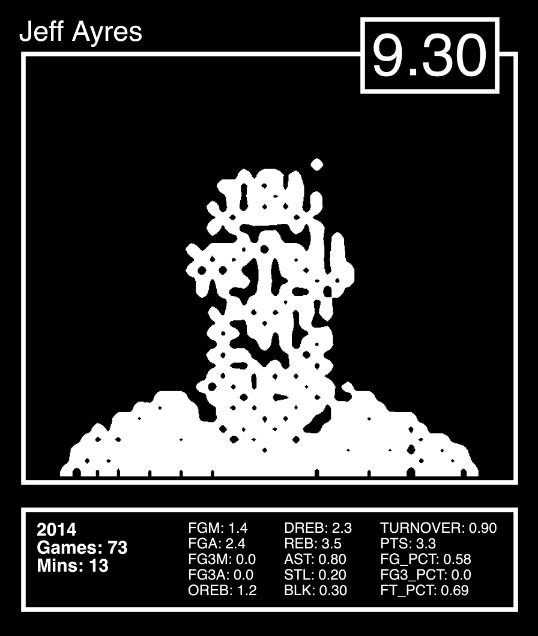 Jeff Ayres
9.30
2014
Games: 73
Mins: 13
FGM: 1.4
FGA: 2.4
FG3M: 0.0
FG3A: 0.0
OREB: 1.2
DREB: 2.3
REB: 3.5
AST: 0.80
STL: 0.20
BLK: 0.30
TURNOVER: 0.90
PTS: 3.3
FG_PCT: 0.58
FG3_PCT: 0.0
FT_PCT: 0.69